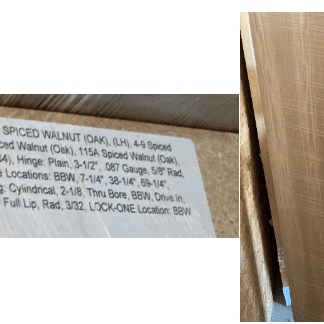 SPICED WALNUT (OAK), (LH), 4-9 Spiced
ced Walnut (Oak), 115A Spiced Walnut (Oak),
4), Hinge: Plain, 3-1/2", .087 Gauge, 5/8" Rad,
Locations: BBW, 7-1/4", 38-1/4", 69-1/4",
g: Cylindrical, 2-1/8, Thru Bore, BBW, Drive In,
Full Lip, Rad, 3/32, LOCK-ONE Location: BBW